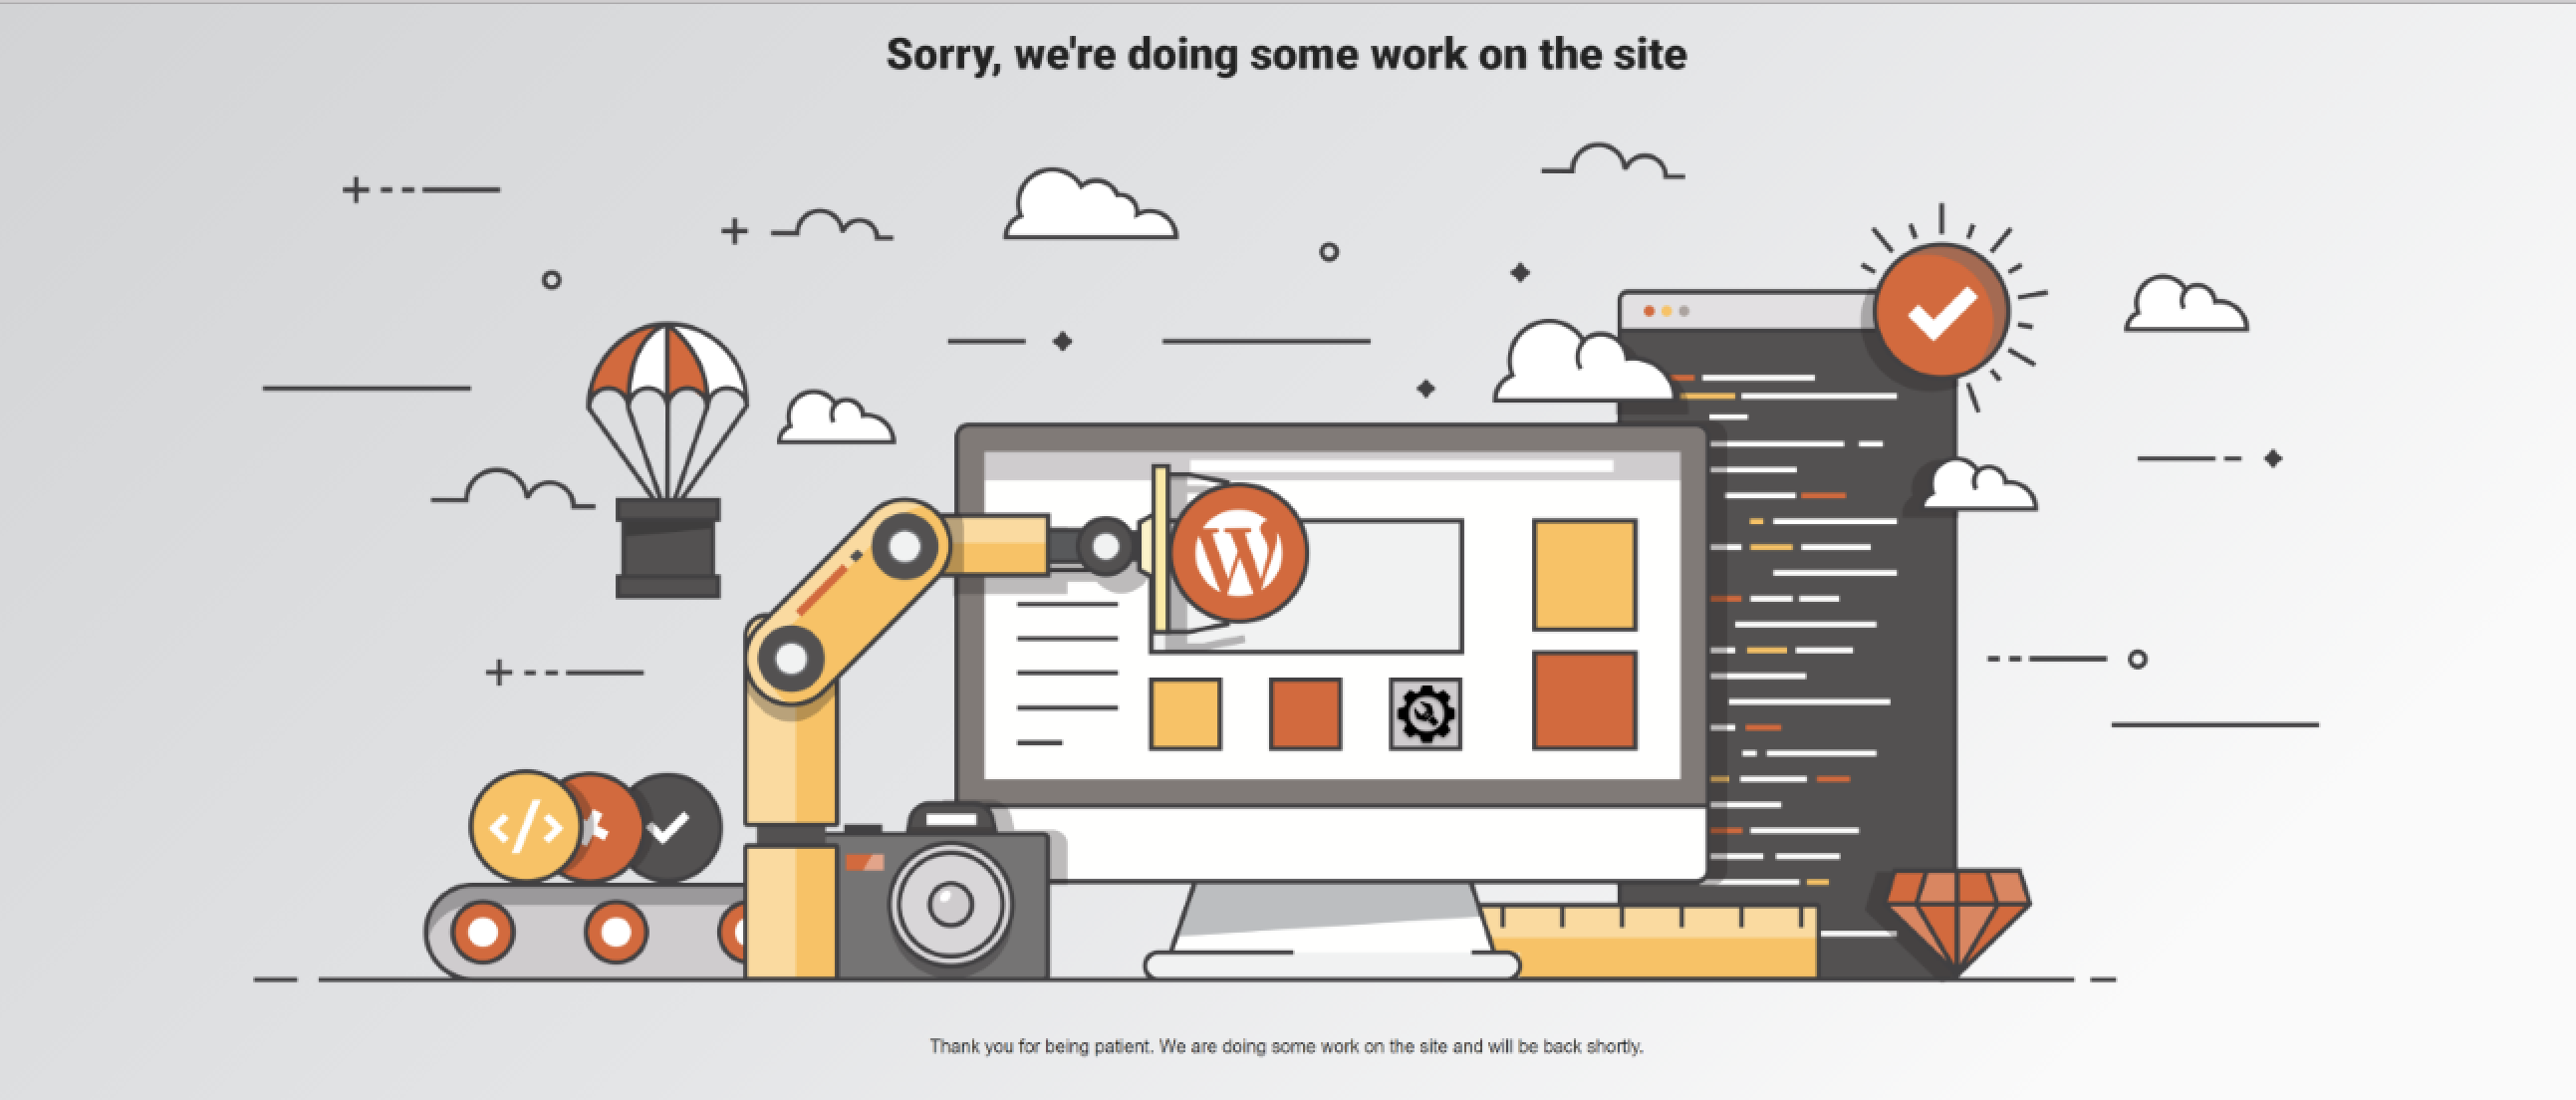 Sorry, we're doing some work on the site
W
</>
Thank you for being patient. We are doing some work on the site and will be back shortly.